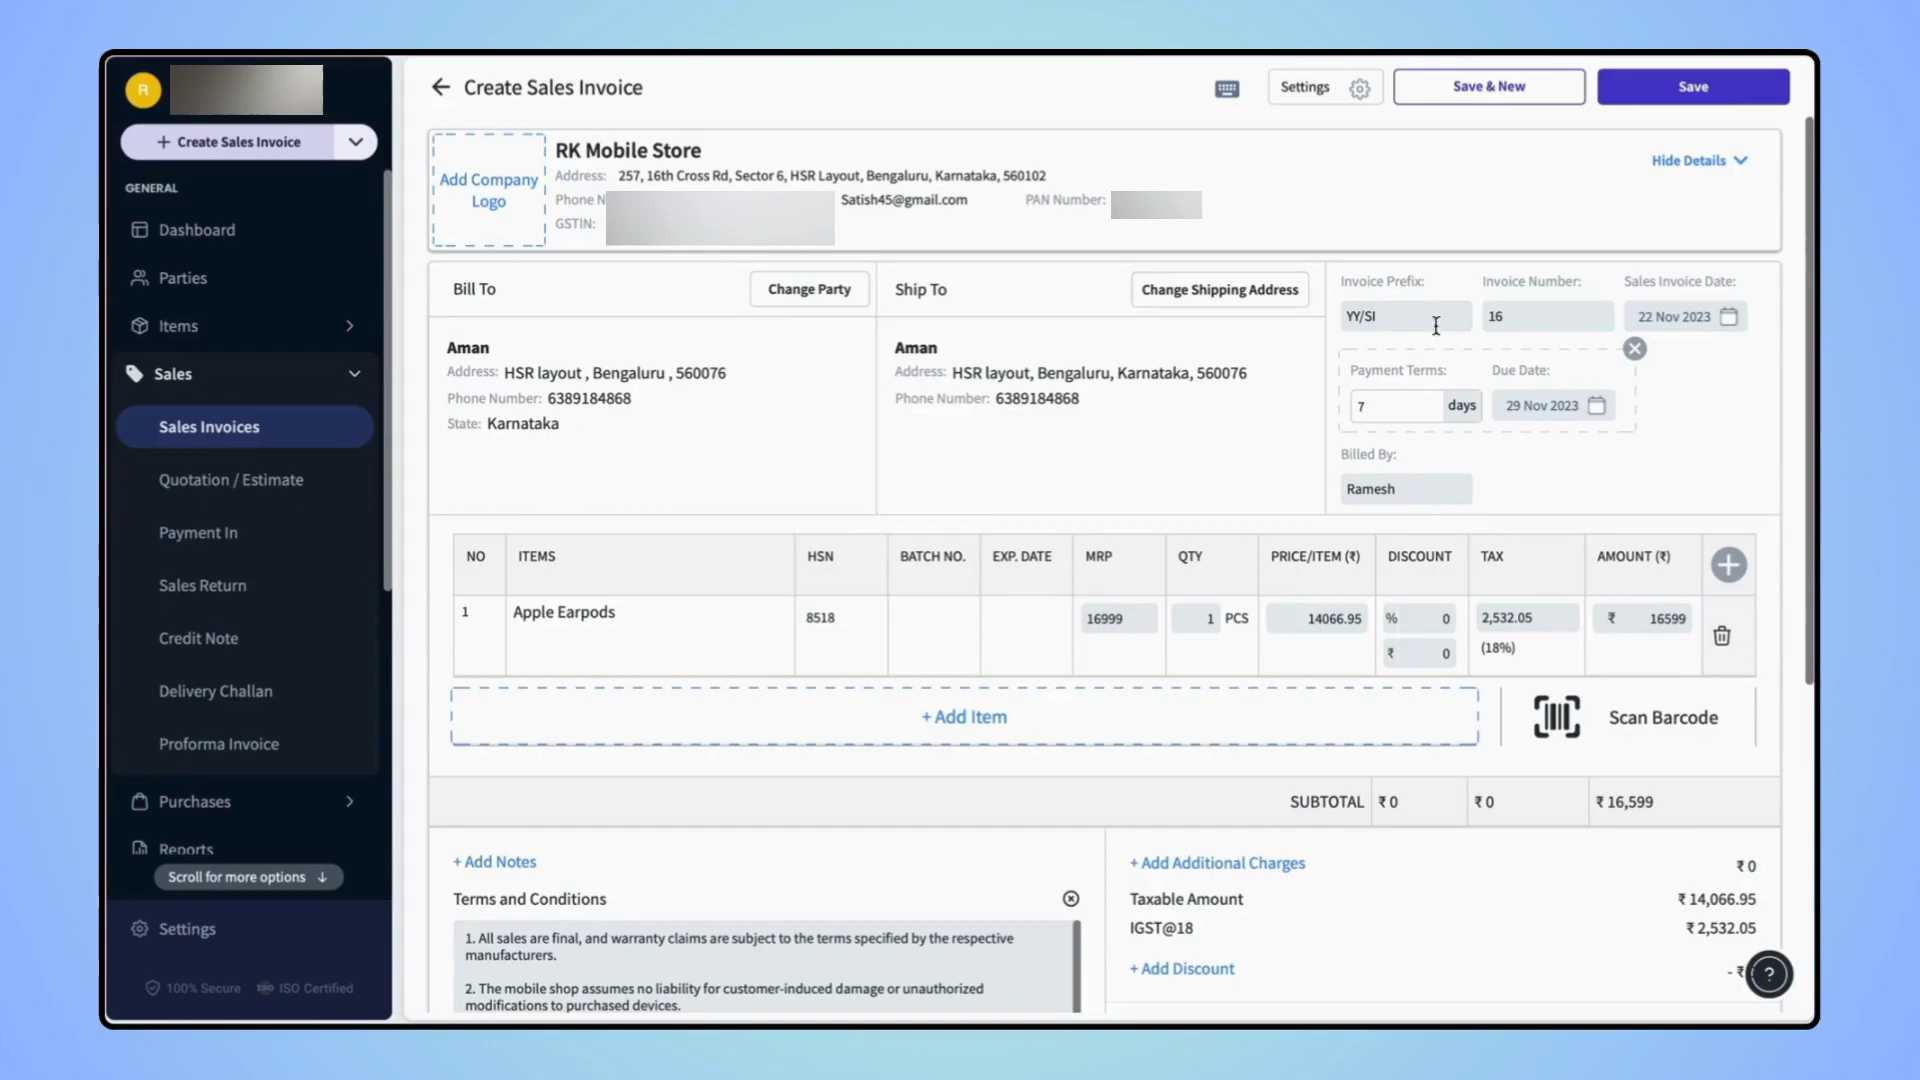 R
+ Create Sales Invoice
GENERAL
Dashboard
Parties
Items
Sales
Sales Invoices
Quotation / Estimate
Payment In
Sales Return
Credit Note
Delivery Challan
Proforma Invoice
Purchases
Reports
Scroll for more options ↓
Settings
100% Secure ISO Certified
← Create Sales Invoice
Settings
Save & New
Save
Add Company
Logo
RK Mobile Store
Address: 257, 16th Cross Rd, Sector 6, HSR Layout, Bengaluru, Karnataka, 560102
Phone N Satish45@gmail.com PAN Number:
GSTIN:
Hide Details
Bill To
Change Party
Aman
Address: HSR layout , Bengaluru , 560076
Phone Number: 6389184868
State: Karnataka
Ship To
Change Shipping Address
Aman
Address: HSR layout, Bengaluru, Karnataka, 560076
Phone Number: 6389184868
Invoice Prefix: Invoice Number: Sales Invoice Date:
YY/SI 16 22 Nov 2023
Payment Terms: Due Date:
7 days 29 Nov 2023
Billed By:
Ramesh
NO ITEMS HSN BATCH NO. EXP. DATE MRP QTY PRICE/ITEM (₹) DISCOUNT TAX AMOUNT (₹)
1 Apple Earpods 8518 16999 1 PCS 14066.95 % 0 2,532.05 ₹ 16599
₹ 0 (18%)
+ Add Item
Scan Barcode
SUBTOTAL ₹ 0 ₹ 0 ₹ 16,599
+ Add Notes
Terms and Conditions
1. All sales are final, and warranty claims are subject to the terms specified by the respective
manufacturers.
2. The mobile shop assumes no liability for customer-induced damage or unauthorized
modifications to purchased devices.
+ Add Additional Charges ₹ 0
Taxable Amount ₹ 14,066.95
IGST@18 ₹ 2,532.05
+ Add Discount - ₹
?